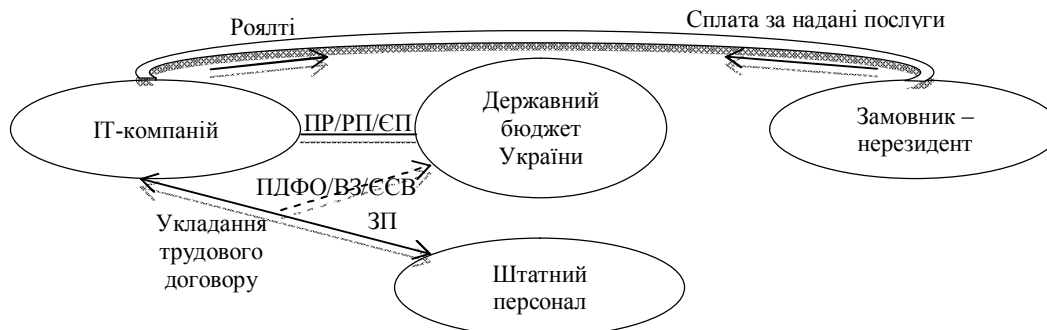 Роялті
Сплата за надані послуги
ІТ-компаній
ПР/РП/ЄП
Державний
бюджет
України
Замовник –
нерезидент
ПДФО/ВЗ/ЄСВ
ЗП
Укладання
трудового
договору
Штатний
персонал